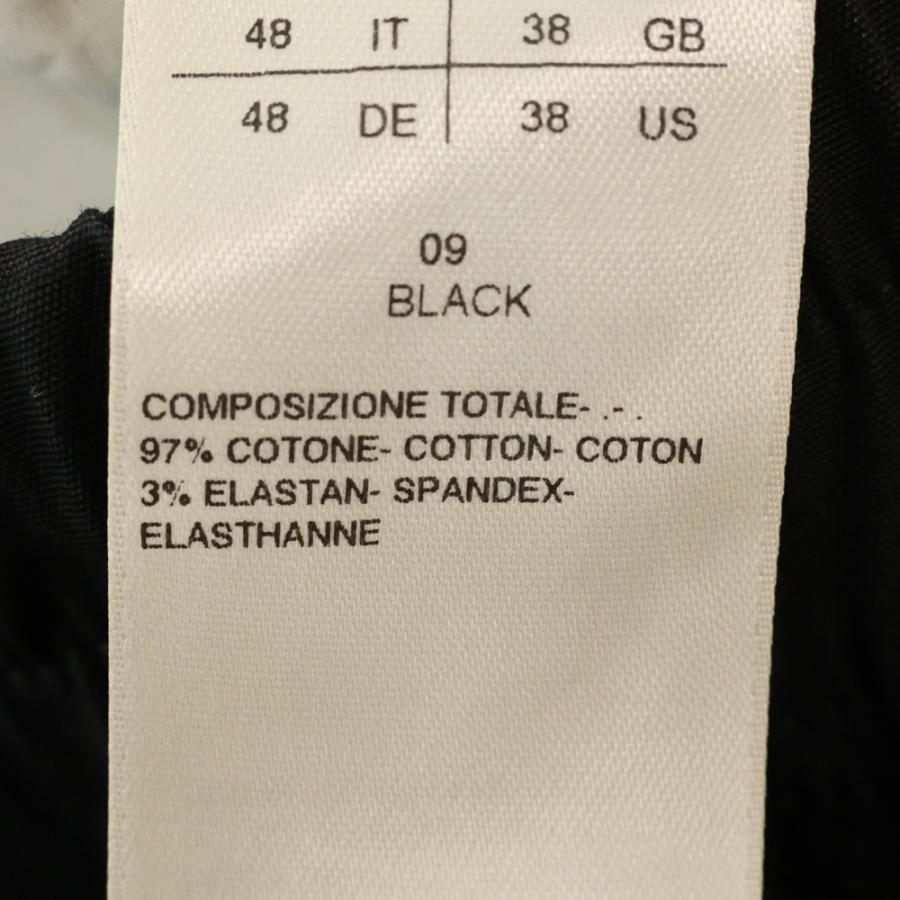 48 IT 38 GB
48 DE 38 US
09
BLACK
COMPOSIZIONE TOTALE- .- .
97% COTONE- COTTON- COTON
3% ELASTAN- SPANDEX-
ELASTHANNE